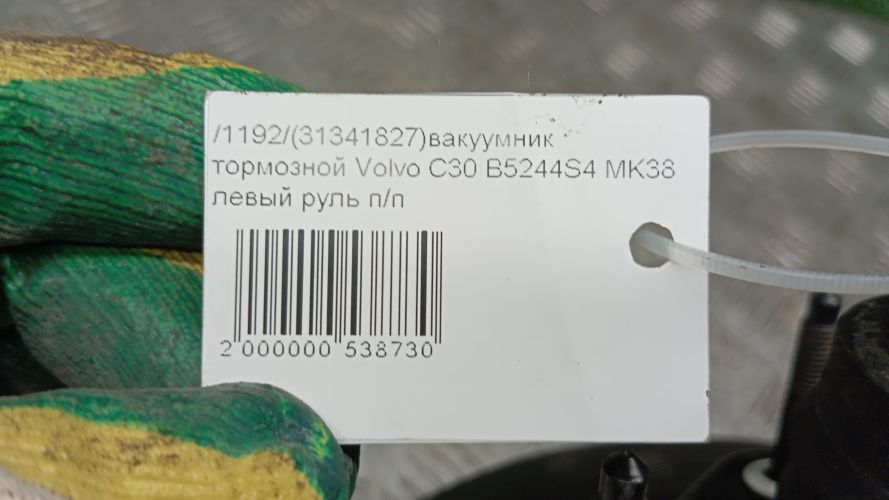 /1192/(31341827)вакуумник
тормозной Volvo C30 B5244S4 MK38
левый руль п/п
2 000000 538730